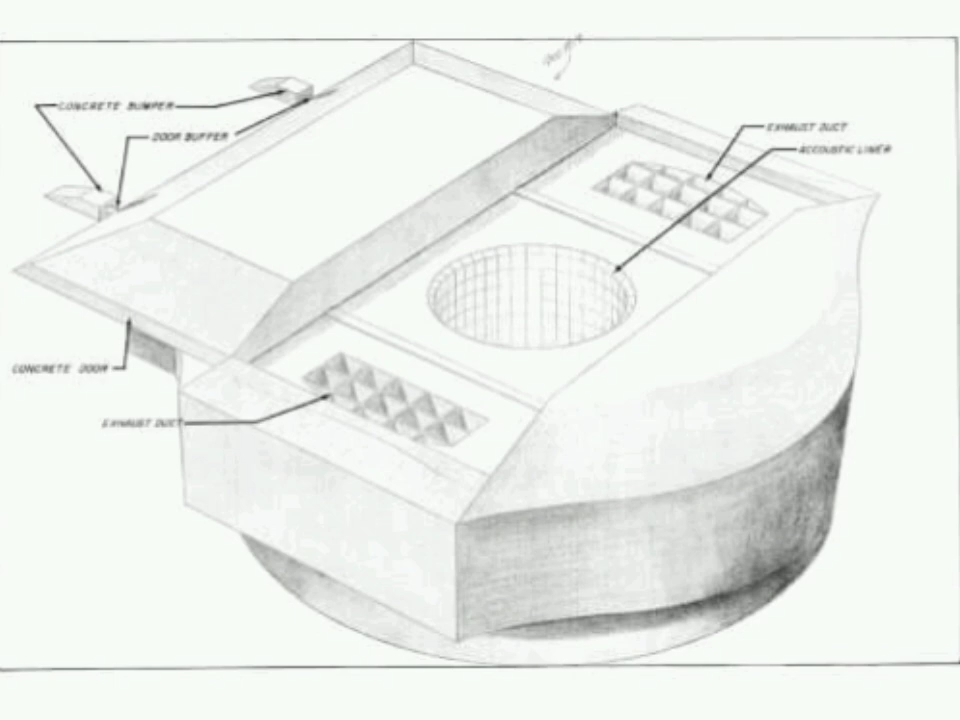 CONCRETE BUMPER
DOOR BUFFER
EXHAUST DUCT
ACCOUSTIC LINER
CONCRETE DOOR
EXHAUST DUCT